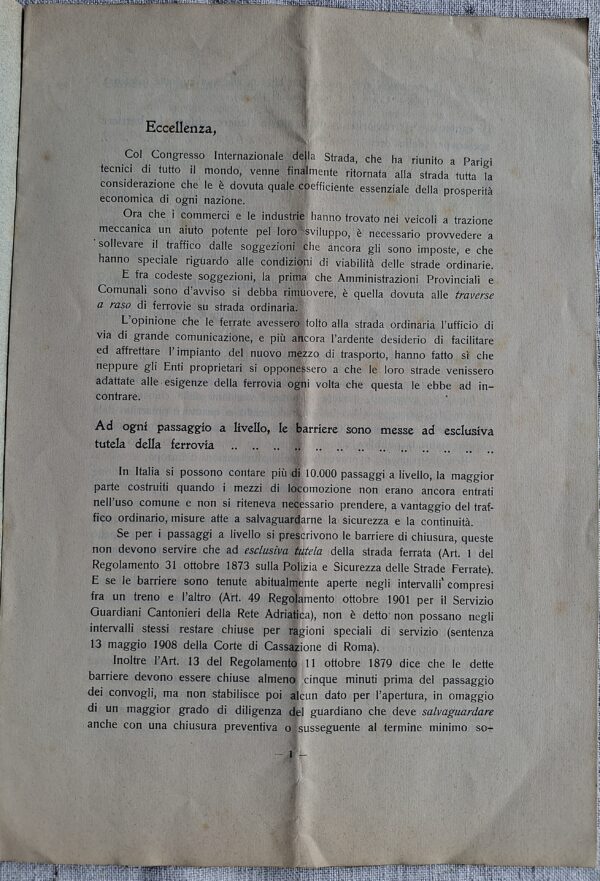 Eccellenza,
Col Congresso Internazionale della Strada, che ha riunito a Parigi
tecnici di tutto il mondo, venne finalmente ritornata alla strada tutta la
considerazione che le è dovuta quale coefficiente essenziale della prosperità
economica di ogni nazione.
Ora che i commerci e le industrie hanno trovato nei veicoli a trazione
meccanica un aiuto potente pel loro sviluppo, è necessario provvedere a
sollevare il traffico dalle soggezioni che ancora gli sono imposte, e che
hanno speciale riguardo alle condizioni di viabilità delle strade ordinarie.
E fra codeste soggezioni, la prima che Amministrazioni Provinciali e
Comunali sono d'avviso si debba rimuovere, è quella dovuta alle traverse
a raso di ferrovie su strada ordinaria.
L'opinione che le ferrate avessero tolto alla strada ordinaria l'ufficio di
via di grande comunicazione, e più ancora l'ardente desiderio di facilitare
ed affrettare l'impianto del nuovo mezzo di trasporto, hanno fatto sì che
neppure gli Enti proprietari si opponessero a che le loro strade venissero
adattate alle esigenze della ferrovia ogni volta che questa le ebbe ad in-
contrare.
Ad ogni passaggio a livello, le barriere sono messe ad esclusiva
tutela della ferrovia .. .. .. .. .. .. .. .. .. .. .. .. .. ..
In Italia si possono contare più di 10.000 passaggi a livello, la maggior
parte costruiti quando i mezzi di locomozione non erano ancora entrati
nell'uso comune e non si riteneva necessario prendere, a vantaggio del traf-
fico ordinario, misure atte a salvaguardarne la sicurezza e la continuità.
Se per i passaggi a livello si prescrivono le barriere di chiusura, queste
non devono servire che ad esclusiva tutela della strada ferrata (Art. 1 del
Regolamento 31 ottobre 1873 sulla Polizia e Sicurezza delle Strade Ferrate).
E se le barriere sono tenute abitualmente aperte negli intervalli compresi
fra un treno e l'altro (Art. 49 Regolamento ottobre 1901 per il Servizio
Guardiani Cantonieri della Rete Adriatica), non è detto non possano negli
intervalli stessi restare chiuse per ragioni speciali di servizio (sentenza
13 maggio 1908 della Corte di Cassazione di Roma).
Inoltre l'Art. 13 del Regolamento 11 ottobre 1879 dice che le dette
barriere devono essere chiuse almeno cinque minuti prima del passaggio
dei convogli, ma non stabilisce poi alcun dato per l'apertura, in omaggio
di un maggior grado di diligenza del guardiano che deve salvaguardare
anche con una chiusura preventiva o susseguente al termine minimo so-
— 1 —